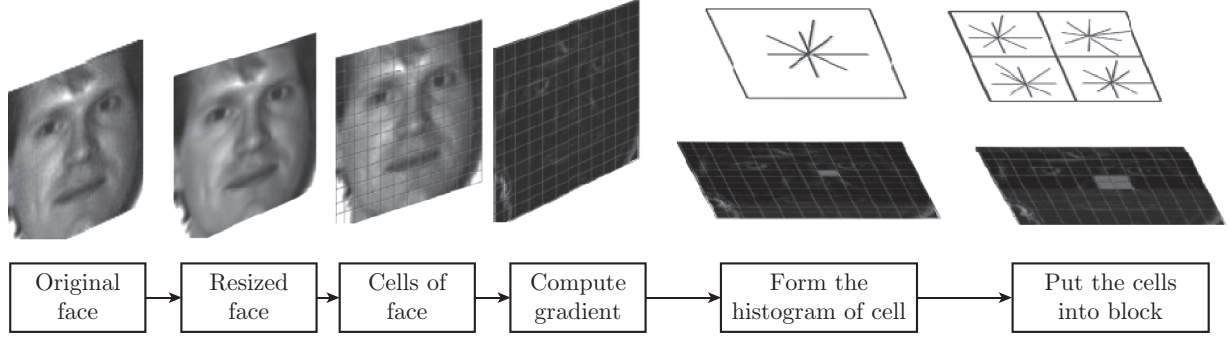 Original
face
Resized
face
Cells of
face
Compute
gradient
Form the
histogram of cell
Put the cells
into block